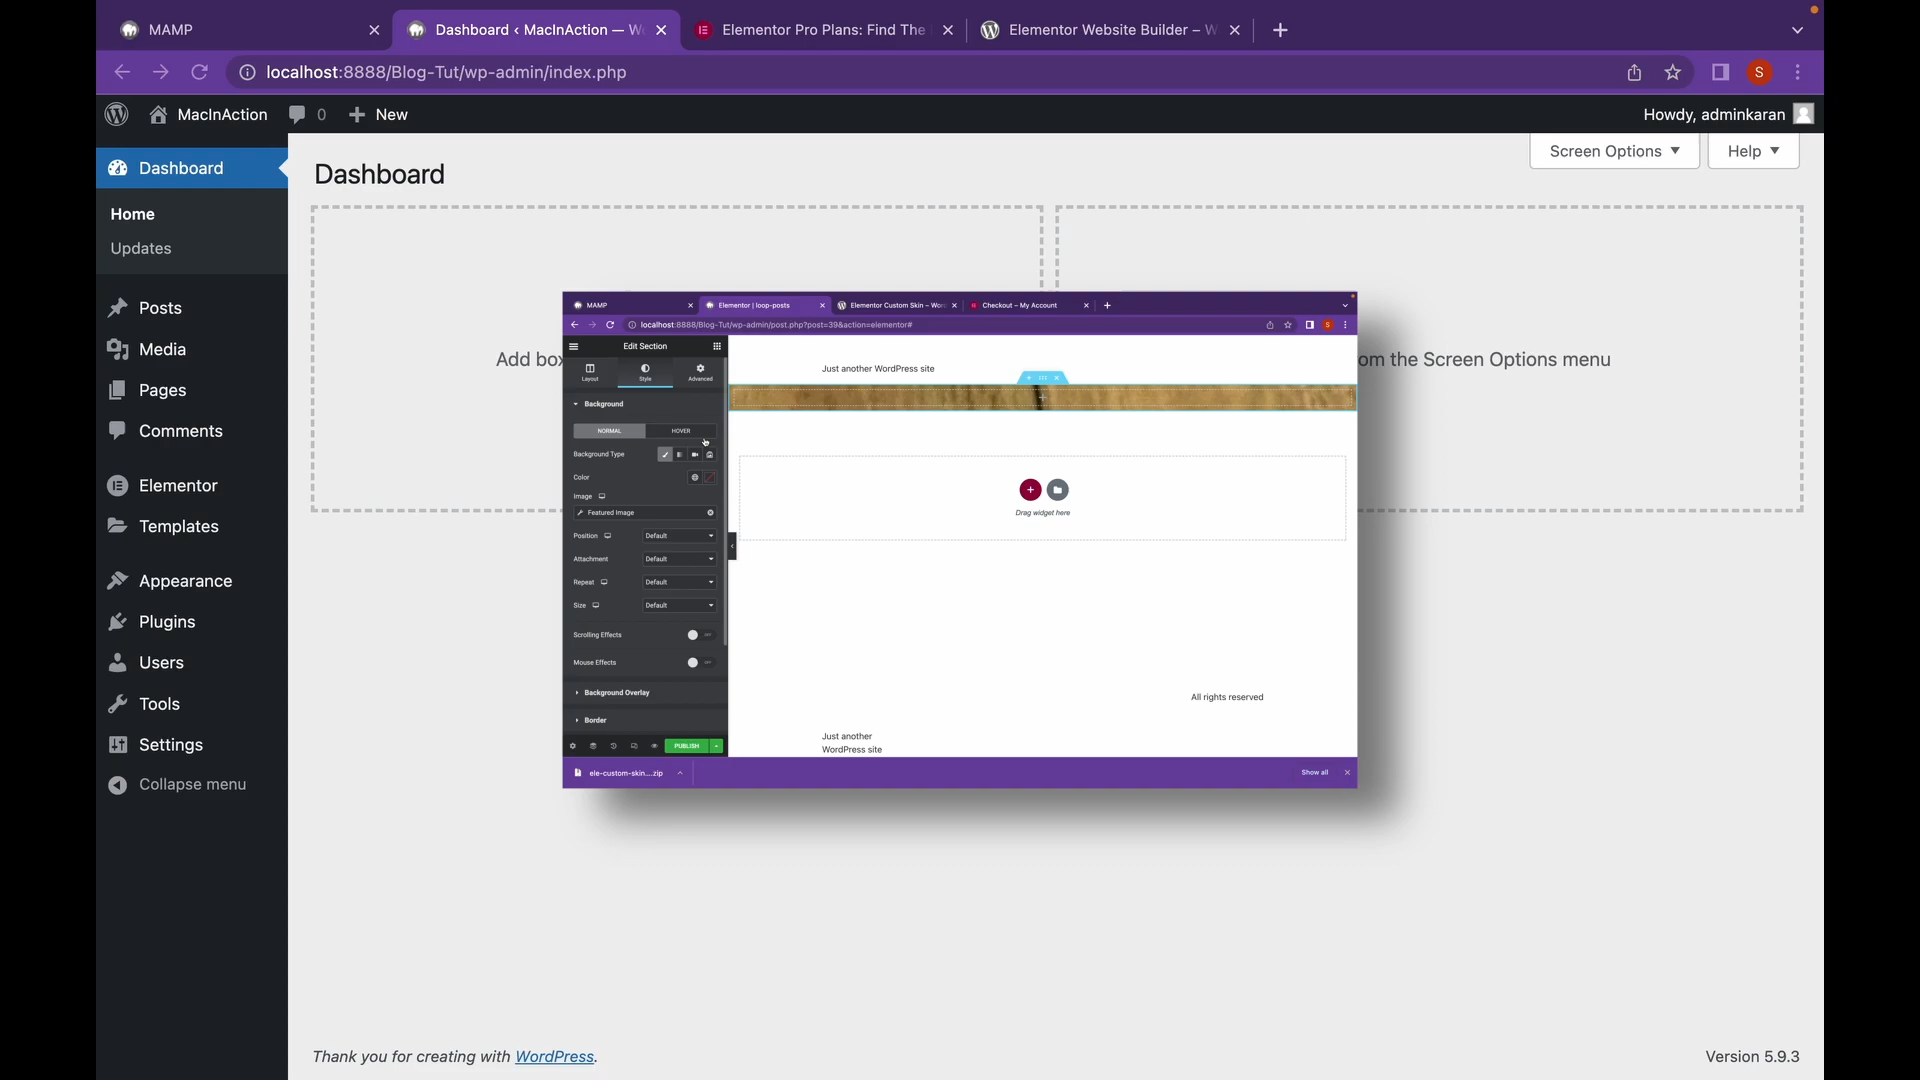 MAMP
Dashboard ‹ MacInAction — Wo
Elementor Pro Plans: Find The
Elementor Website Builder – W
localhost:8888/Blog-Tut/wp-admin/index.php
S
MacInAction
0
New
Howdy, adminkaran
Dashboard
Home
Updates
Posts
Media
Pages
Comments
Elementor
Templates
Appearance
Plugins
Users
Tools
Settings
Collapse menu
Dashboard
Screen Options
Help
Add box
om the Screen Options menu
MAMP
Elementor | loop-posts
Elementor Custom Skin – Word
Checkout – My Account
localhost:8888/Blog-Tut/wp-admin/post.php?post=39&action=elementor#
S
Edit Section
Layout
Style
Advanced
Background
NORMAL
HOVER
Background Type
Color
Image
Featured Image
Position
Default
Attachment
Default
Repeat
Default
Size
Default
Scrolling Effects
OFF
Mouse Effects
OFF
Background Overlay
Border
PUBLISH
Just another WordPress site
Drag widget here
All rights reserved
Just another
WordPress site
ele-custom-skin....zip
Show all
Thank you for creating with WordPress.
Version 5.9.3